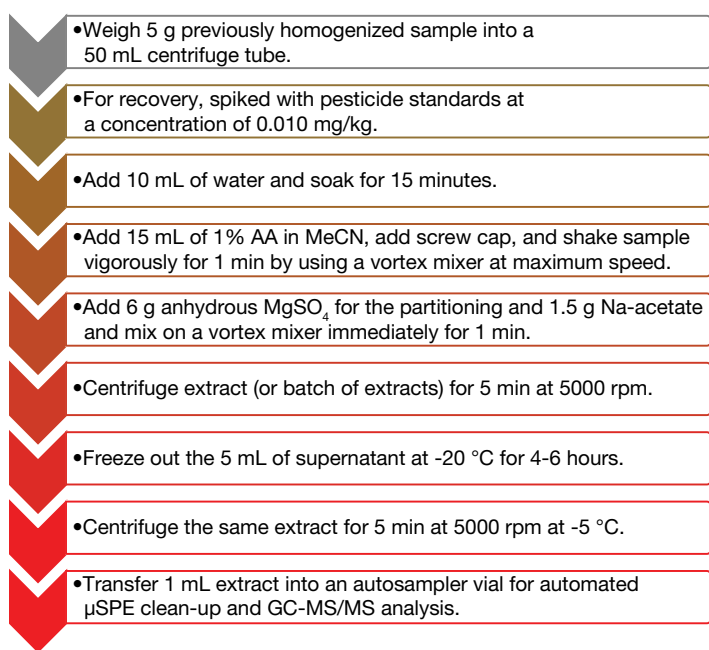 •Weigh 5 g previously homogenized sample into a
50 mL centrifuge tube.
•For recovery, spiked with pesticide standards at
a concentration of 0.010 mg/kg.
•Add 10 mL of water and soak for 15 minutes.
•Add 15 mL of 1% AA in MeCN, add screw cap, and shake sample
vigorously for 1 min by using a vortex mixer at maximum speed.
•Add 6 g anhydrous MgSO₄ for the partitioning and 1.5 g Na-acetate
and mix on a vortex mixer immediately for 1 min.
•Centrifuge extract (or batch of extracts) for 5 min at 5000 rpm.
•Freeze out the 5 mL of supernatant at -20 °C for 4-6 hours.
•Centrifuge the same extract for 5 min at 5000 rpm at -5 °C.
•Transfer 1 mL extract into an autosampler vial for automated
µSPE clean-up and GC-MS/MS analysis.